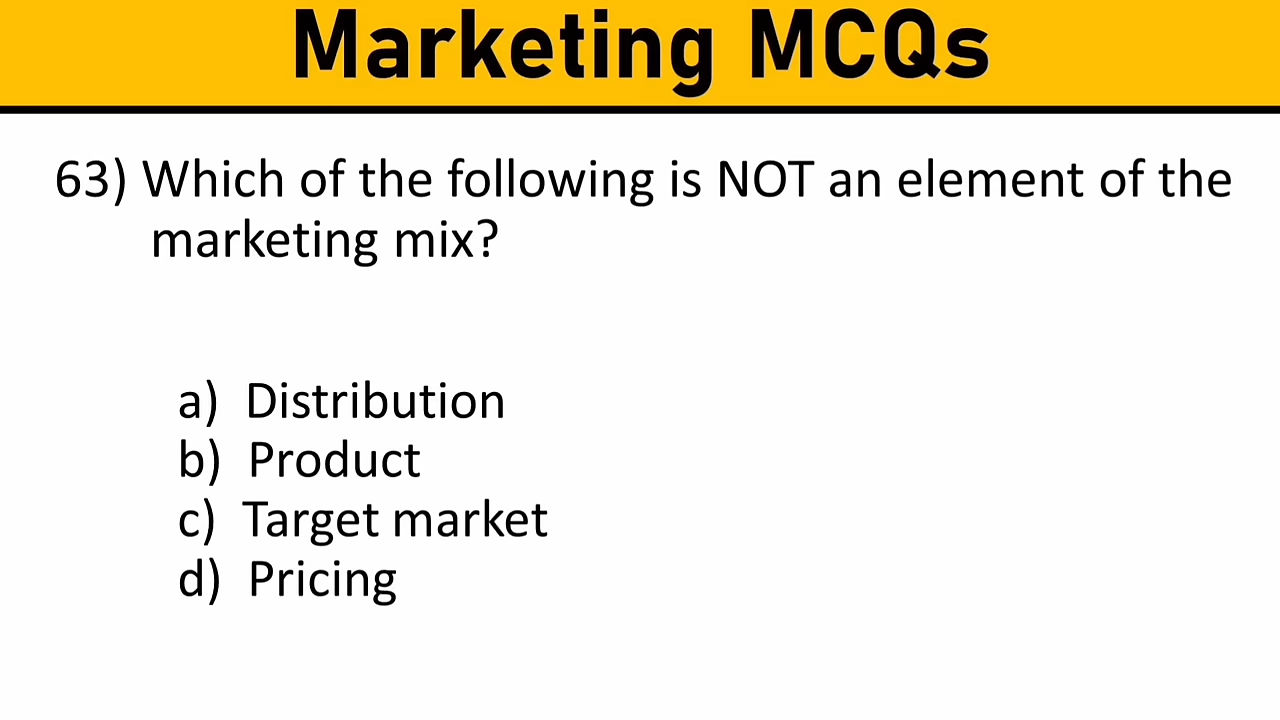 Marketing MCQs
63) Which of the following is NOT an element of the
marketing mix?
a) Distribution
b) Product
c) Target market
d) Pricing